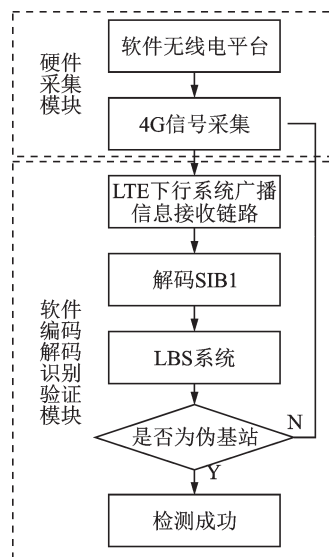 硬件
采集
模块
软件无线电平台
4G信号采集
LTE下行系统广播
信息接收链路
解码SIB1
软件
编码
解码
识别
验证
模块
LBS系统
是否为伪基站
N
Y
检测成功